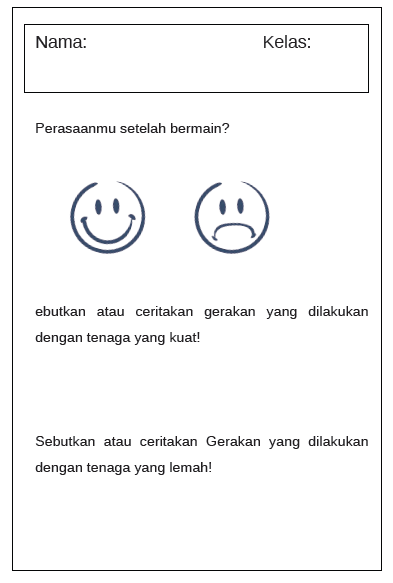 Nama: Kelas:
Perasaanmu setelah bermain?
ebutkan atau ceritakan gerakan yang dilakukan
dengan tenaga yang kuat!
Sebutkan atau ceritakan Gerakan yang dilakukan
dengan tenaga yang lemah!